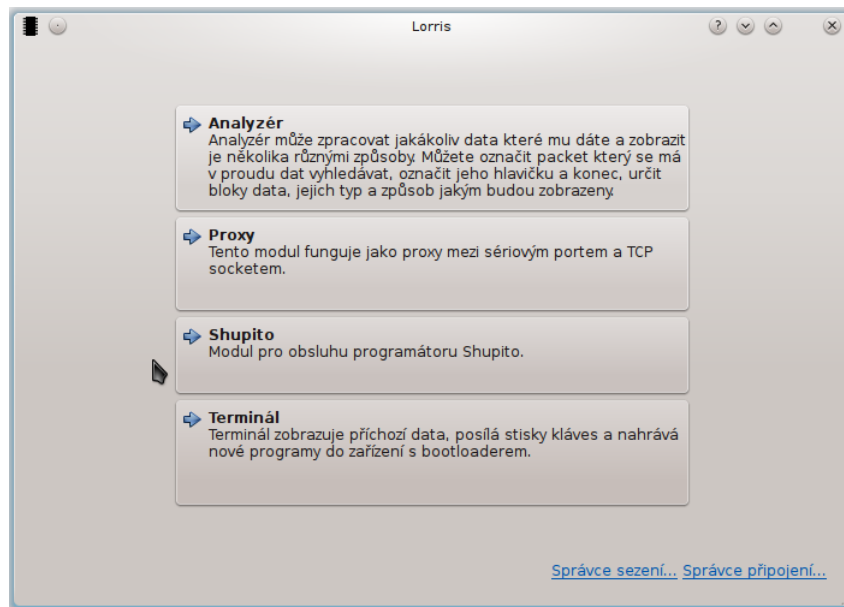 Lorris
Analyzér
Analyzér může zpracovat jakákoliv data které mu dáte a zobrazit
je několika různými způsoby. Můžete označit packet který se má
v proudu dat vyhledávat, označit jeho hlavičku a konec, určit
bloky data, jejich typ a způsob jakým budou zobrazeny.
Proxy
Tento modul funguje jako proxy mezi sériovým portem a TCP
socketem.
Shupito
Modul pro obsluhu programátoru Shupito.
Terminál
Terminál zobrazuje příchozí data, posílá stisky kláves a nahrává
nové programy do zařízení s bootloaderem.
Správce sezení... Správce připojení...